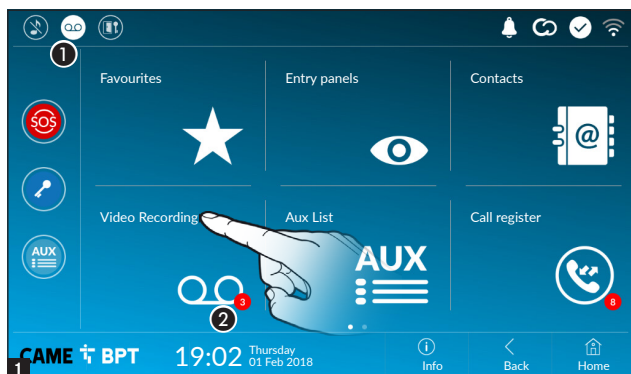 1
Favourites Entry panels Contacts
SOS
@
Video Recording Aux List Call register
AUX
AUX
3
8
2
CAME BPT 19:02 Thursday
01 Feb 2018
i
Info Back Home
1